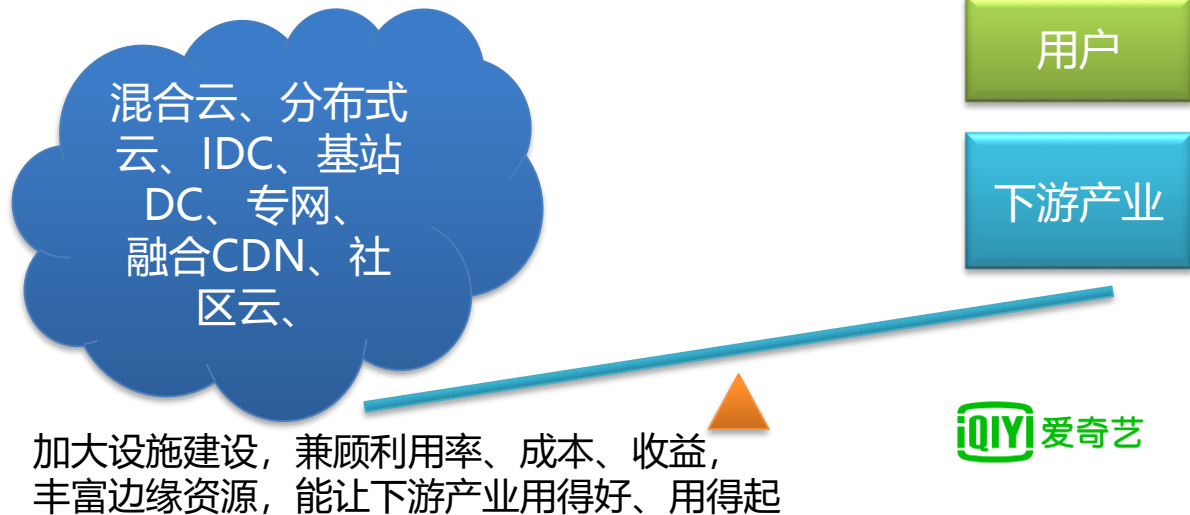 混合云、分布式
云、IDC、基站
DC、专网、
融合CDN、社
区云、
用户
下游产业
加大设施建设，兼顾利用率、成本、收益，
丰富边缘资源，能让下游产业用得好、用得起
iQIYI 爱奇艺